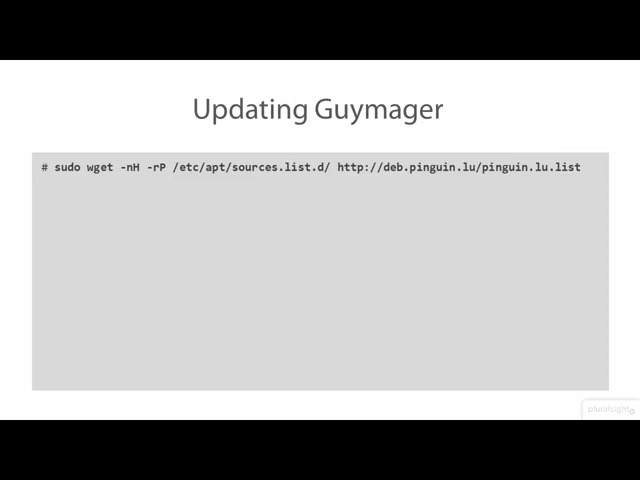 Updating Guymager
# sudo wget -nH -rP /etc/apt/sources.list.d/ http://deb.pinguin.lu/pinguin.lu.list
pluralsight